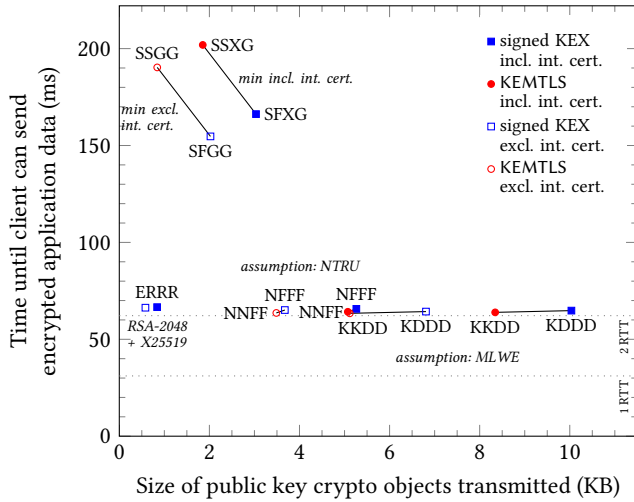 Time until client can send
encrypted application data (ms)
200
150
100
50
0
SSGG
SSXG
min incl. int. cert.
min excl.
int. cert.
SFXG
SFGG
signed KEX
incl. int. cert.
KEMTLS
incl. int. cert.
signed KEX
excl. int. cert.
KEMTLS
excl. int. cert.
assumption: NTRU
ERRR
NFFF
NFFF
NNFF
NNFF
RSA-2048
+ X25519
KKDD
KDDD
KKDD
KDDD
assumption: MLWE
2 RTT
1 RTT
0
2
4
6
8
10
Size of public key crypto objects transmitted (KB)